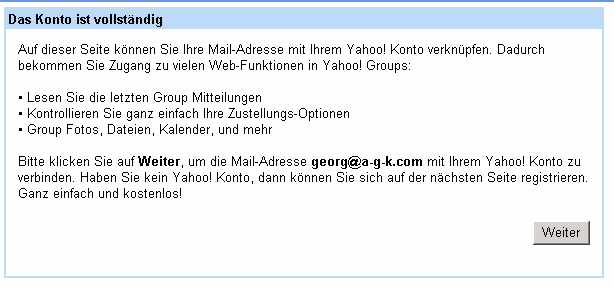 Das Konto ist vollständig
Auf dieser Seite können Sie Ihre Mail-Adresse mit Ihrem Yahoo! Konto verknüpfen. Dadurch
bekommen Sie Zugang zu vielen Web-Funktionen in Yahoo! Groups:
• Lesen Sie die letzten Group Mitteilungen
• Kontrollieren Sie ganz einfach Ihre Zustellungs-Optionen
• Group Fotos, Dateien, Kalender, und mehr
Bitte klicken Sie auf Weiter, um die Mail-Adresse georg@a-g-k.com mit Ihrem Yahoo! Konto zu
verbinden. Haben Sie kein Yahoo! Konto, dann können Sie sich auf der nächsten Seite registrieren.
Ganz einfach und kostenlos!
Weiter